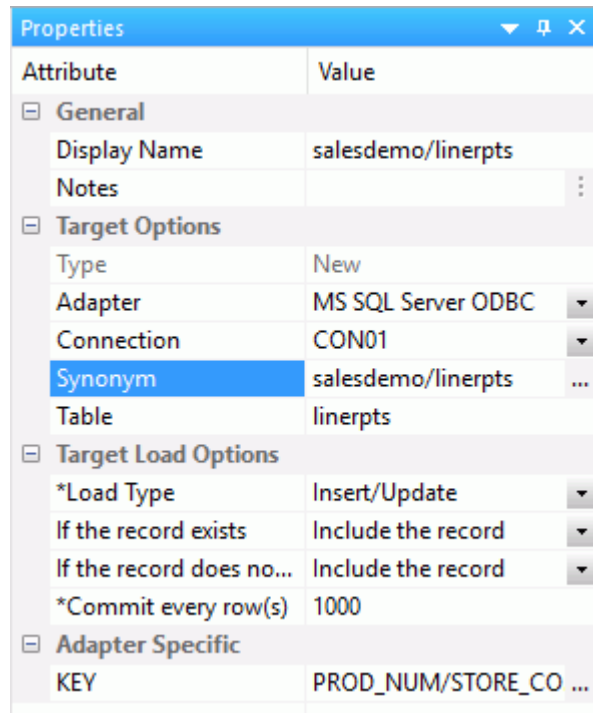 Properties
Attribute Value
General
Display Name salesdemo/linerpts
Notes
Target Options
Type New
Adapter MS SQL Server ODBC
Connection CON01
Synonym salesdemo/linerpts ...
Table linerpts
Target Load Options
*Load Type Insert/Update
If the record exists Include the record
If the record does no... Include the record
*Commit every row(s) 1000
Adapter Specific
KEY PROD_NUM/STORE_CO ...